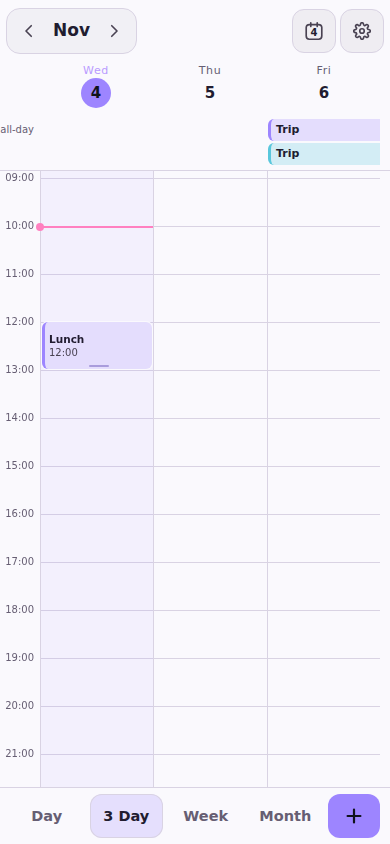 Nov
4
Wed
Thu
Fri
4
5
6
all-day
Trip
Trip
09:00
10:00
11:00
12:00
Lunch
12:00
13:00
14:00
15:00
16:00
17:00
18:00
19:00
20:00
21:00
Day
3 Day
Week
Month